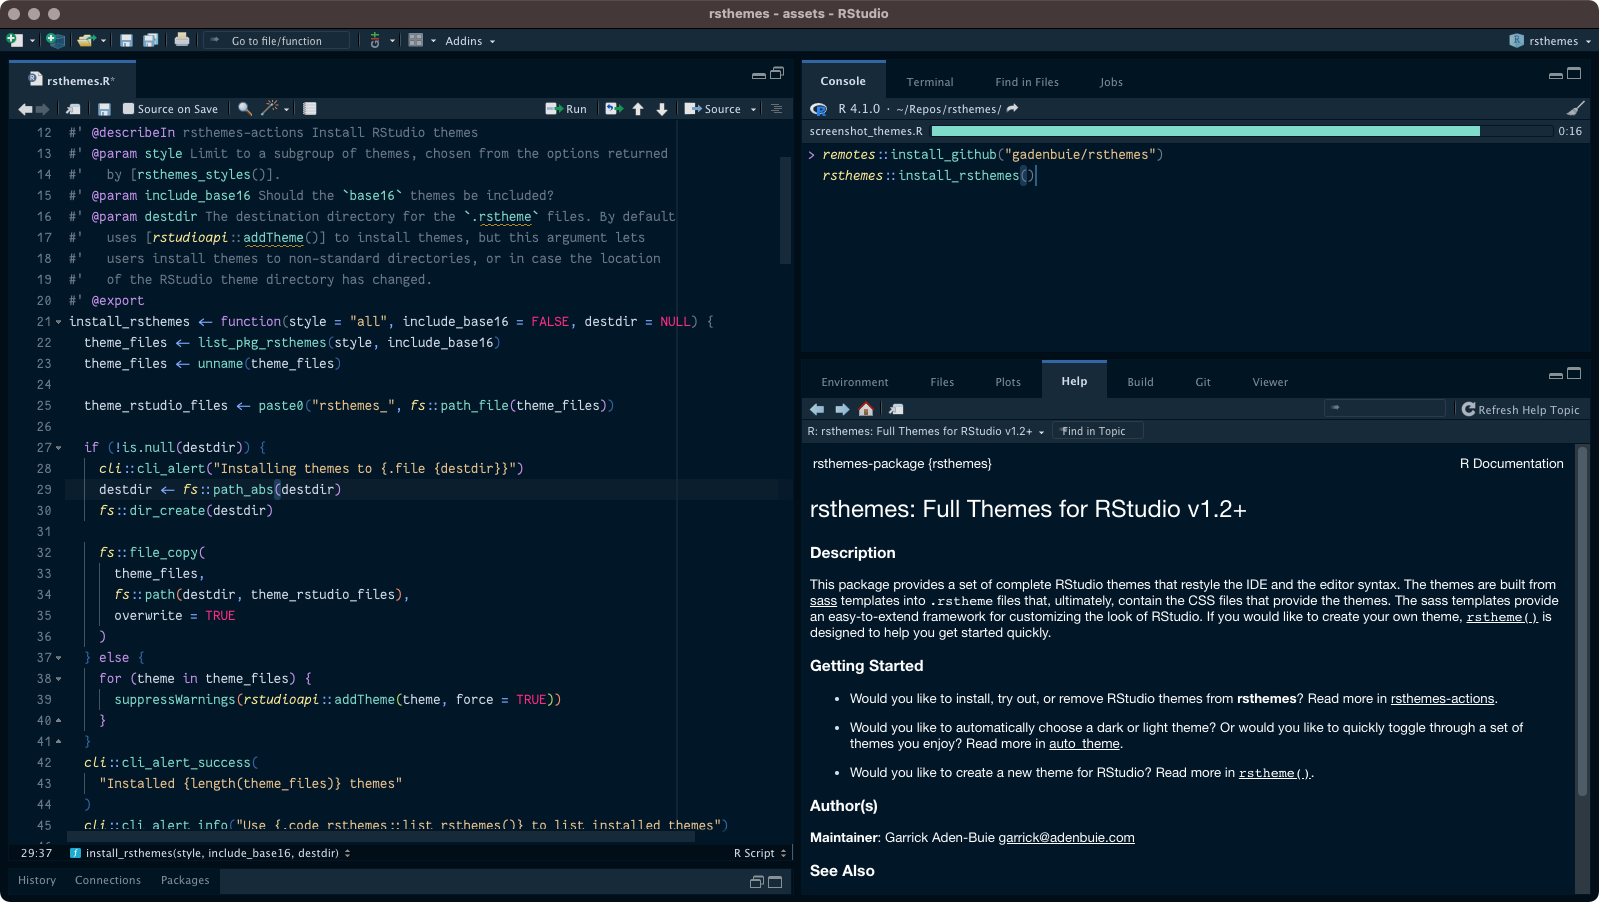 rsthemes - assets - RStudio
Go to file/function
Addins
rsthemes
rsthemes.R*
Source on Save
Run
Source
12 #' @describeIn rsthemes-actions Install RStudio themes
13 #' @param style Limit to a subgroup of themes, chosen from the options returned
14 #'   by [rsthemes_styles()].
15 #' @param include_base16 Should the `base16` themes be included?
16 #' @param destdir The destination directory for the `.rstheme` files. By default
17 #'   uses [rstudioapi::addTheme()] to install themes, but this argument lets
18 #'   users install themes to non-standard directories, or in case the location
19 #'   of the RStudio theme directory has changed.
20 #' @export
21 install_rsthemes <- function(style = "all", include_base16 = FALSE, destdir = NULL) {
22   theme_files <- list_pkg_rsthemes(style, include_base16)
23   theme_files <- unname(theme_files)
24
25   theme_rstudio_files <- paste0("rsthemes_", fs::path_file(theme_files))
26
27   if (!is.null(destdir)) {
28     cli::cli_alert("Installing themes to {.file {destdir}}")
29     destdir <- fs::path_abs(destdir)
30     fs::dir_create(destdir)
31
32     fs::file_copy(
33       theme_files,
34       fs::path(destdir, theme_rstudio_files),
35       overwrite = TRUE
36     )
37   } else {
38     for (theme in theme_files) {
39       suppressWarnings(rstudioapi::addTheme(theme, force = TRUE))
40     }
41   }
42   cli::cli_alert_success(
43     "Installed {length(theme_files)} themes"
44   )
45   cli::cli_alert_info("Use {.code rsthemes::list_rsthemes()} to list installed themes")
29:37 install_rsthemes(style, include_base16, destdir) R Script
History Connections Packages
Console Terminal Find in Files Jobs
R 4.1.0 · ~/Repos/rsthemes/
screenshot_themes.R 0:16
> remotes::install_github("gadenbuie/rsthemes")
rsthemes::install_rsthemes()
Environment Files Plots Help Build Git Viewer
Refresh Help Topic
R: rsthemes: Full Themes for RStudio v1.2+ Find in Topic
rsthemes-package {rsthemes} R Documentation
rsthemes: Full Themes for RStudio v1.2+
Description
This package provides a set of complete RStudio themes that restyle the IDE and the editor syntax. The themes are built from
sass templates into .rstheme files that, ultimately, contain the CSS files that provide the themes. The sass templates provide
an easy-to-extend framework for customizing the look of RStudio. If you would like to create your own theme, rstheme() is
designed to help you get started quickly.
Getting Started
• Would you like to install, try out, or remove RStudio themes from rsthemes? Read more in rsthemes-actions.
• Would you like to automatically choose a dark or light theme? Or would you like to quickly toggle through a set of
themes you enjoy? Read more in auto_theme.
• Would you like to create a new theme for RStudio? Read more in rstheme().
Author(s)
Maintainer: Garrick Aden-Buie garrick@adenbuie.com
See Also